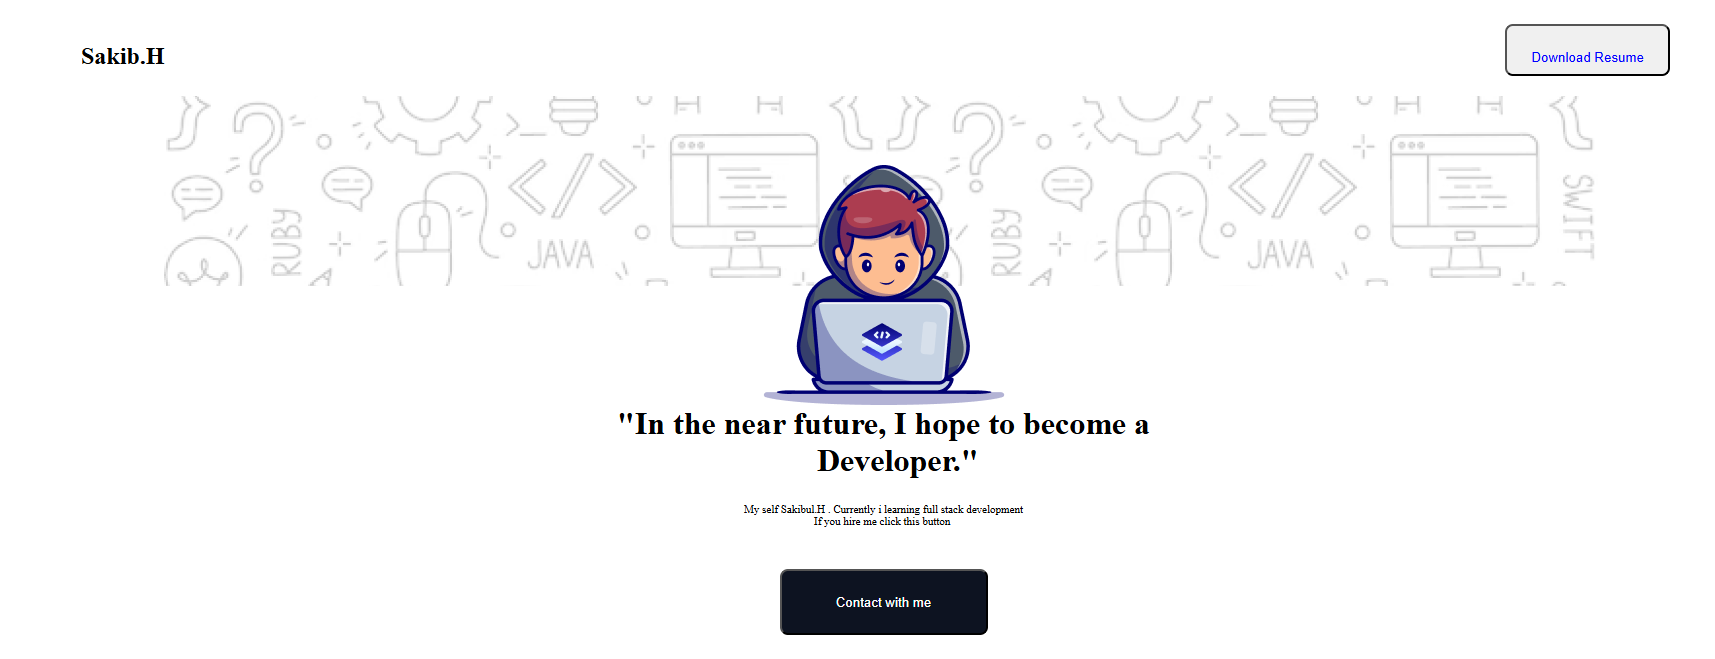 Sakib.H
Download Resume
RUBY
JAVA
RUBY
JAVA
SWIFT
"In the near future, I hope to become a
Developer."
My self Sakibul.H . Currently i learning full stack development
If you hire me click this button
Contact with me